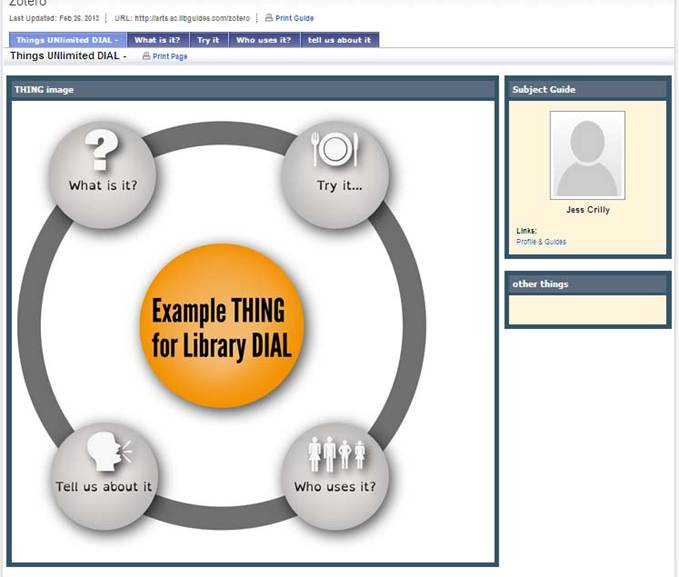 Zotero
Last Updated: Feb 26, 2013 URL: http://arts.ac.libguides.com/zotero Print Guide
Things UNlimited DIAL - What is it? Try it Who uses it? tell us about it
Things UNlimited DIAL - Print Page
THING image
? What is it?
Try it...
Example THING
for Library DIAL
Tell us about it
Who uses it?
Subject Guide
Jess Crilly
Links:
Profile & Guides
other things